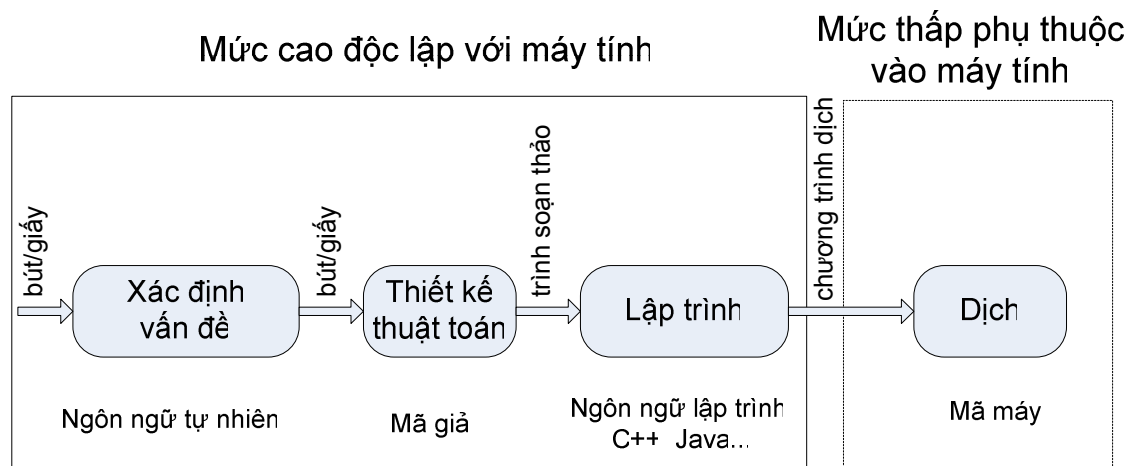 Mức cao độc lập với máy tính
Mức thấp phụ thuộc
vào máy tính
bút/giấy
Xác định
vấn đề
bút/giấy
Thiết kế
thuật toán
trình soạn thảo
Lập trình
chương trình dịch
Dịch
Ngôn ngữ tự nhiên
Mã giả
Ngôn ngữ lập trình
C++ Java...
Mã máy